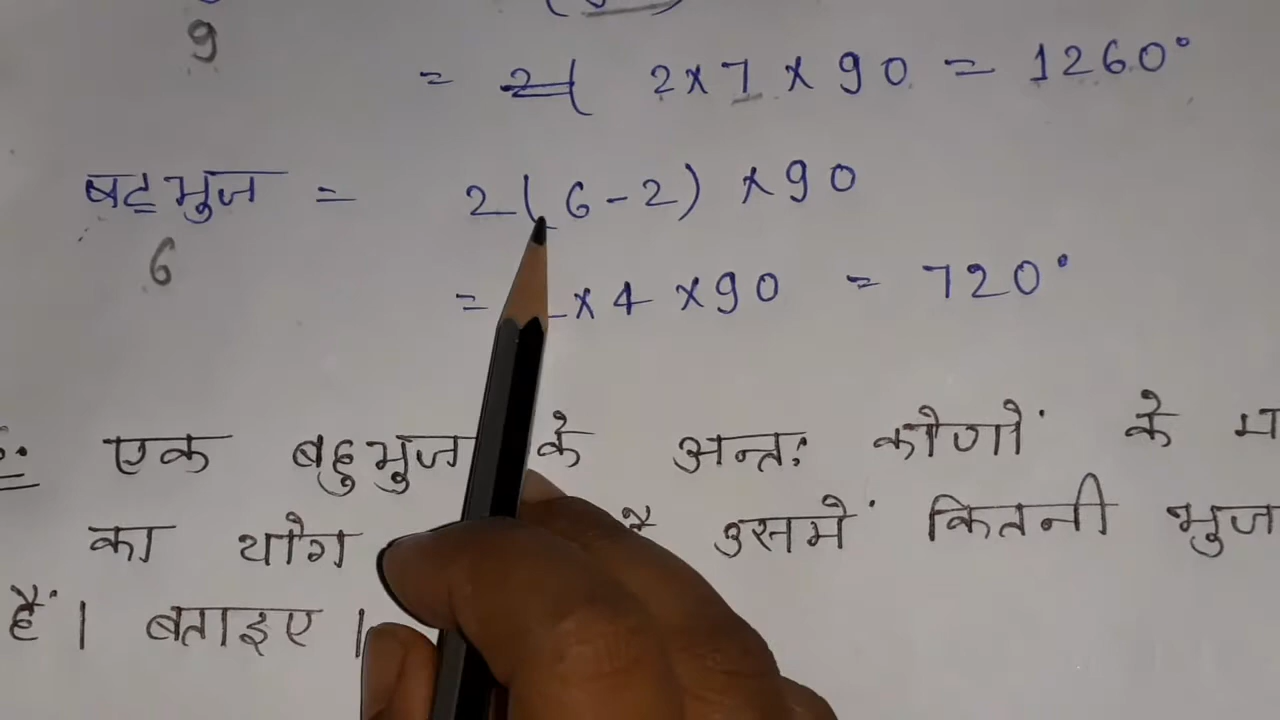 9
= 2×7×90 = 1260°
षट्भुज = 2(6-2) ×90
6
= ×4 ×90 = 720°
एक बहुभुज के अन्तः कोणों के
का योग है उसमें कितनी
हैं। बताइए।